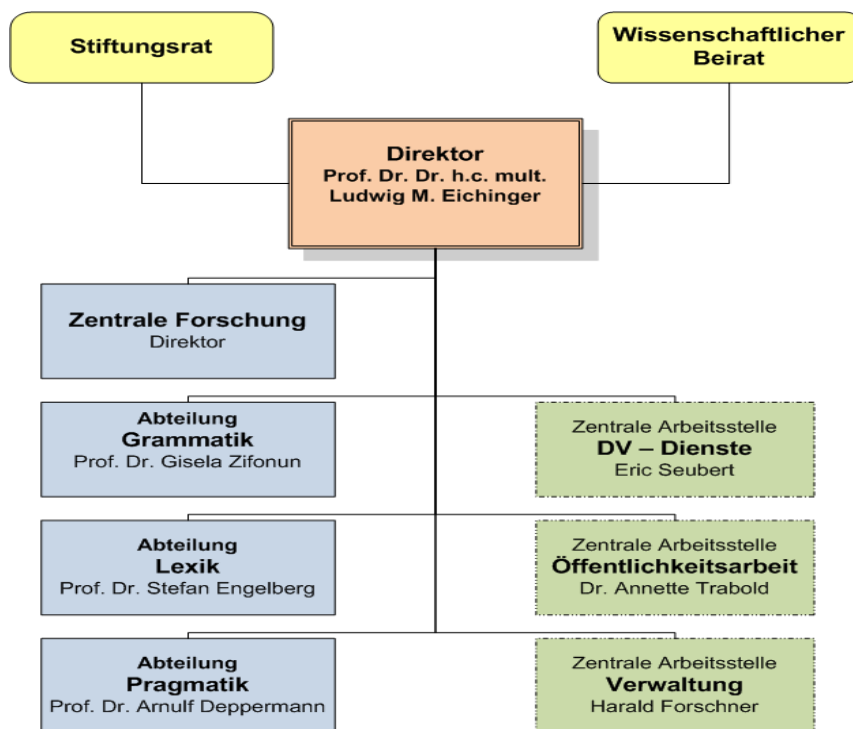 Stiftungsrat
Wissenschaftlicher
Beirat
Direktor
Prof. Dr. Dr. h.c. mult.
Ludwig M. Eichinger
Zentrale Forschung
Direktor
Abteilung
Grammatik
Prof. Dr. Gisela Zifonun
Zentrale Arbeitsstelle
DV – Dienste
Eric Seubert
Abteilung
Lexik
Prof. Dr. Stefan Engelberg
Zentrale Arbeitsstelle
Öffentlichkeitsarbeit
Dr. Annette Trabold
Abteilung
Pragmatik
Prof. Dr. Arnulf Deppermann
Zentrale Arbeitsstelle
Verwaltung
Harald Forschner